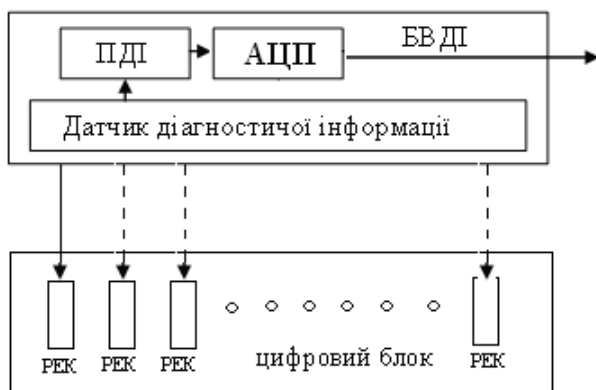 БВДІ
ПДІ
АЦП
Датчик діагностичої інформації
РЕК
РЕК
РЕК
цифровий блок
РЕК